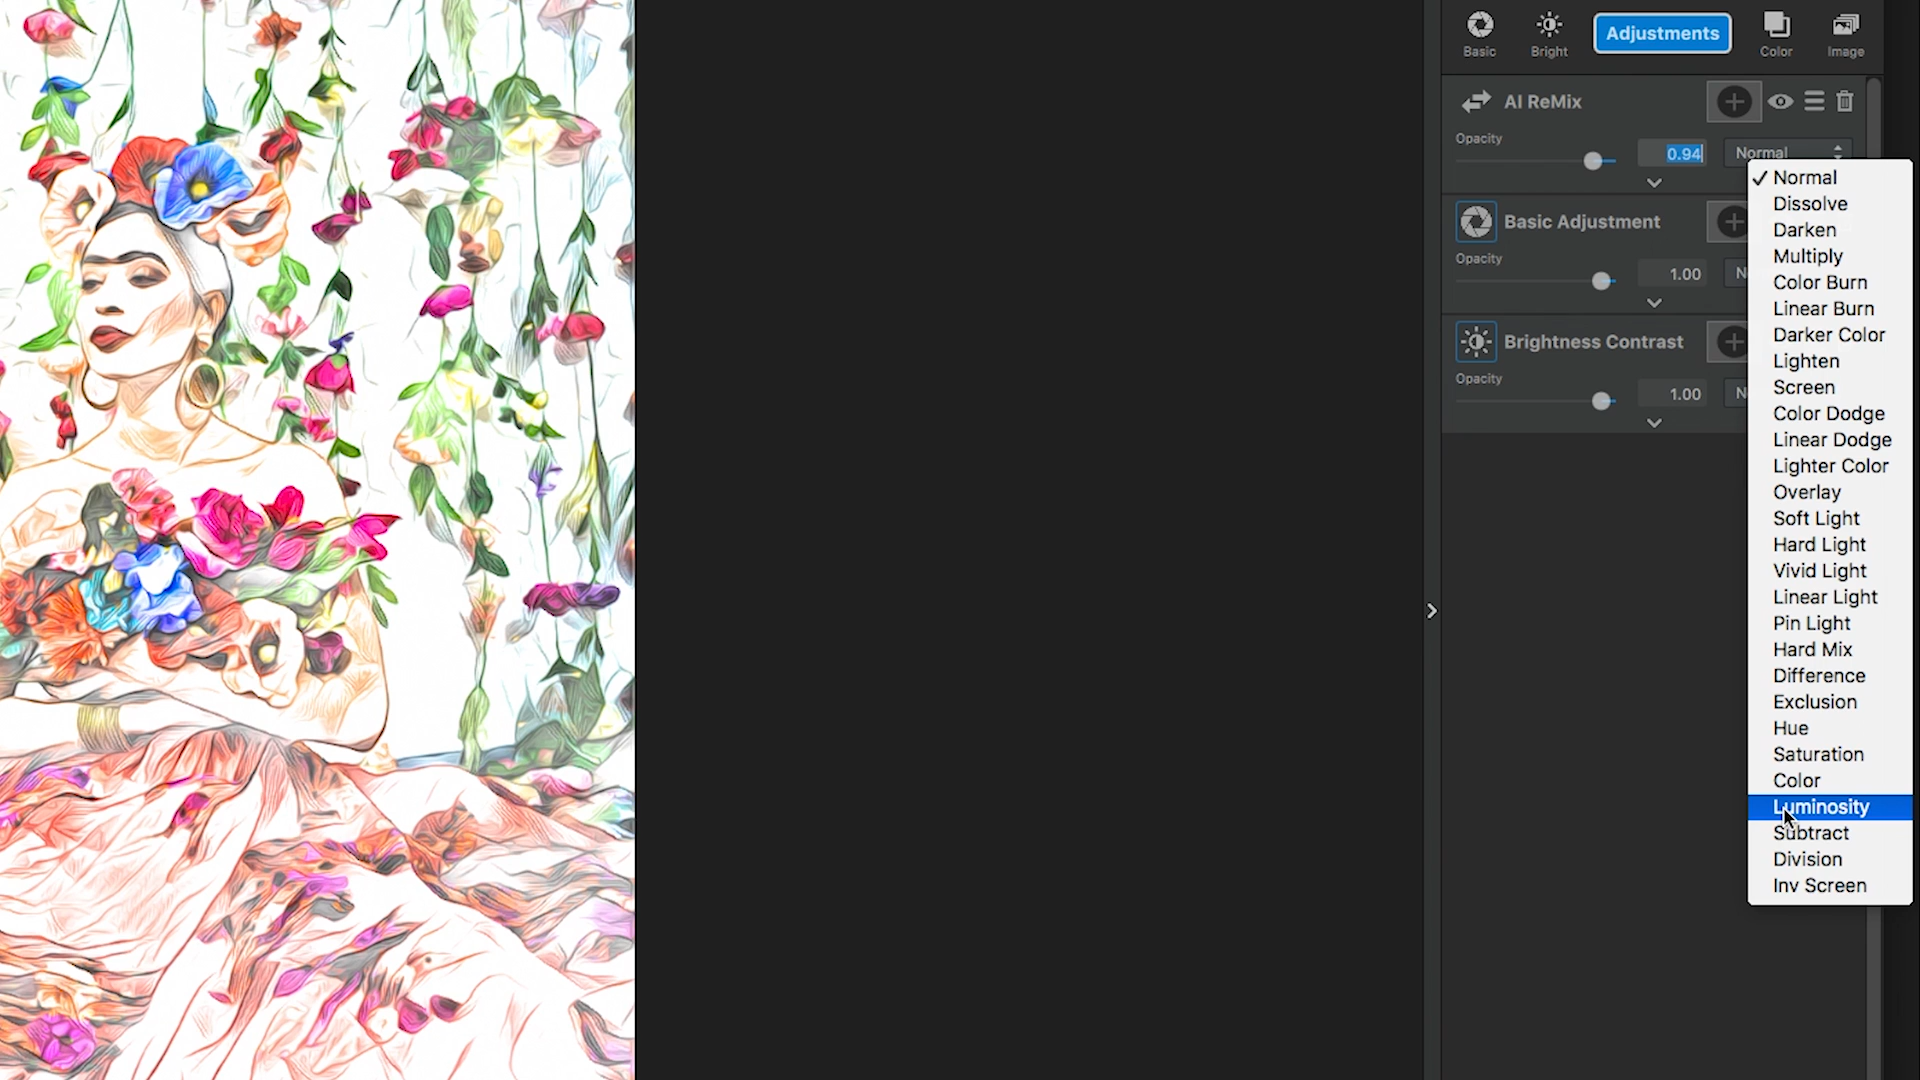 Basic
Bright
Adjustments
Color
Image
AI ReMix
Opacity
0.94
Normal
Basic Adjustment
Opacity
1.00
N
Brightness Contrast
Opacity
1.00
N
Normal
Dissolve
Darken
Multiply
Color Burn
Linear Burn
Darker Color
Lighten
Screen
Color Dodge
Linear Dodge
Lighter Color
Overlay
Soft Light
Hard Light
Vivid Light
Linear Light
Pin Light
Hard Mix
Difference
Exclusion
Hue
Saturation
Color
Luminosity
Subtract
Division
Inv Screen